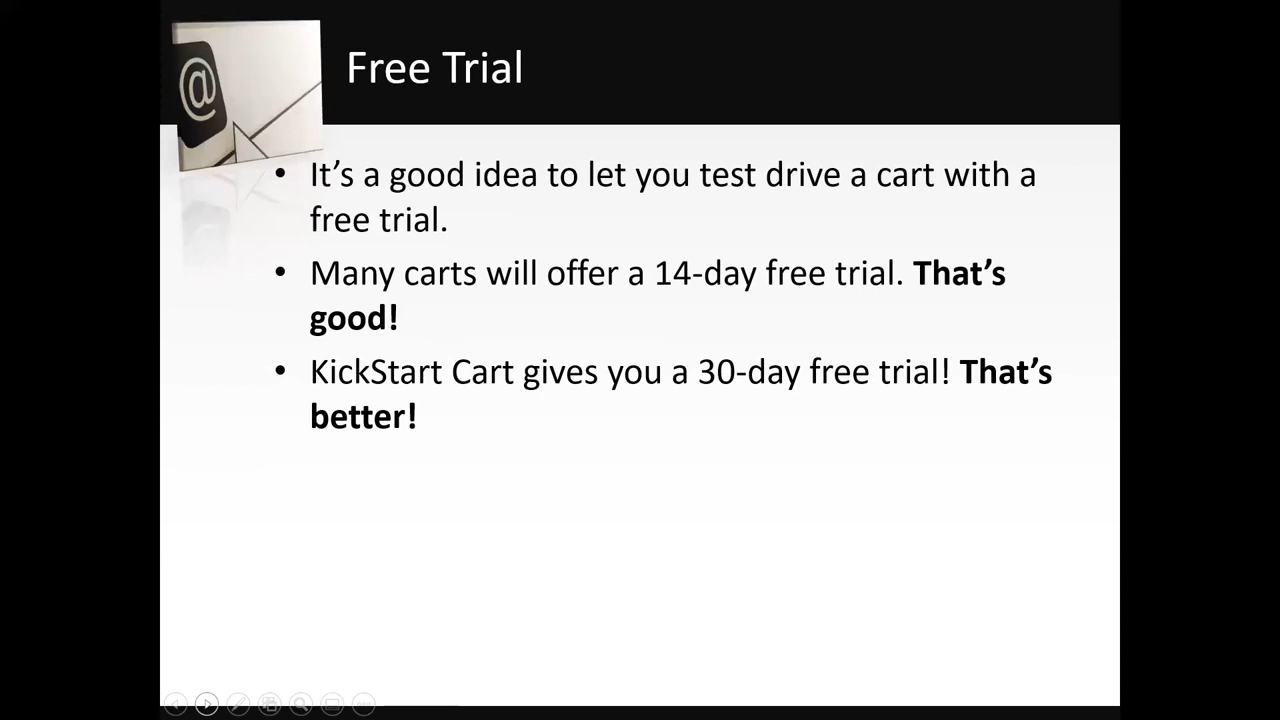 @
Free Trial
• It’s a good idea to let you test drive a cart with a
free trial.
• Many carts will offer a 14-day free trial. That’s
good!
• KickStart Cart gives you a 30-day free trial! That’s
better!